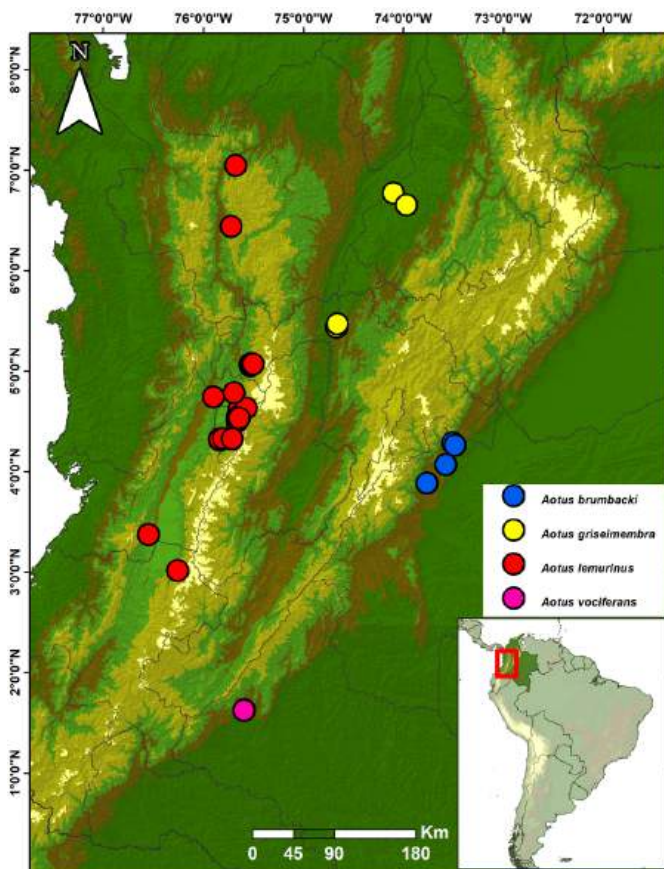 77°0'0"W 76°0'0"W 75°0'0"W 74°0'0"W 73°0'0"W 72°0'0"W
N
8°0'0"N
7°0'0"N
6°0'0"N
5°0'0"N
4°0'0"N
3°0'0"N
2°0'0"N
1°0'0"N
Aotus brumbacki
Aotus griseimembra
Aotus lemurinus
Aotus vociferans
Km
0 45 90 180